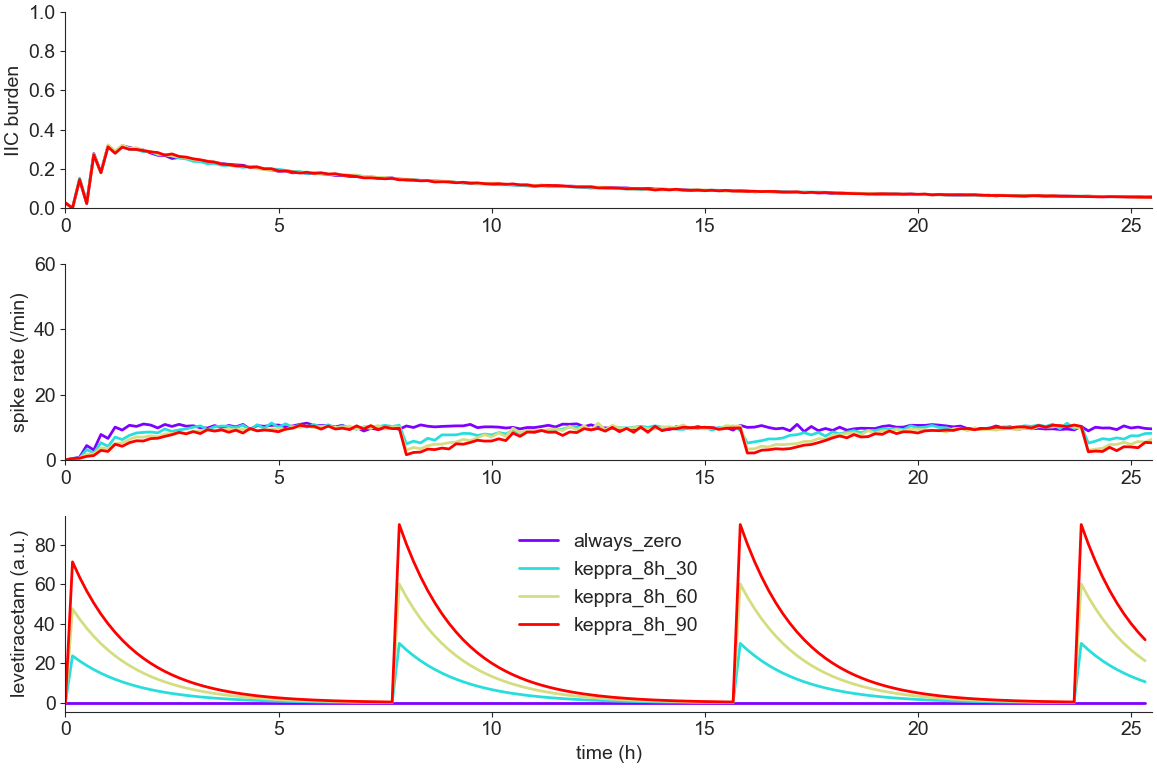 IIC burden
1.0
0.8
0.6
0.4
0.2
0.0
0 5 10 15 20 25
spike rate (/min)
60
40
20
0
0 5 10 15 20 25
levetiracetam (a.u.)
80
60
40
20
0
always_zero
keppra_8h_30
keppra_8h_60
keppra_8h_90
0 5 10 15 20 25
time (h)